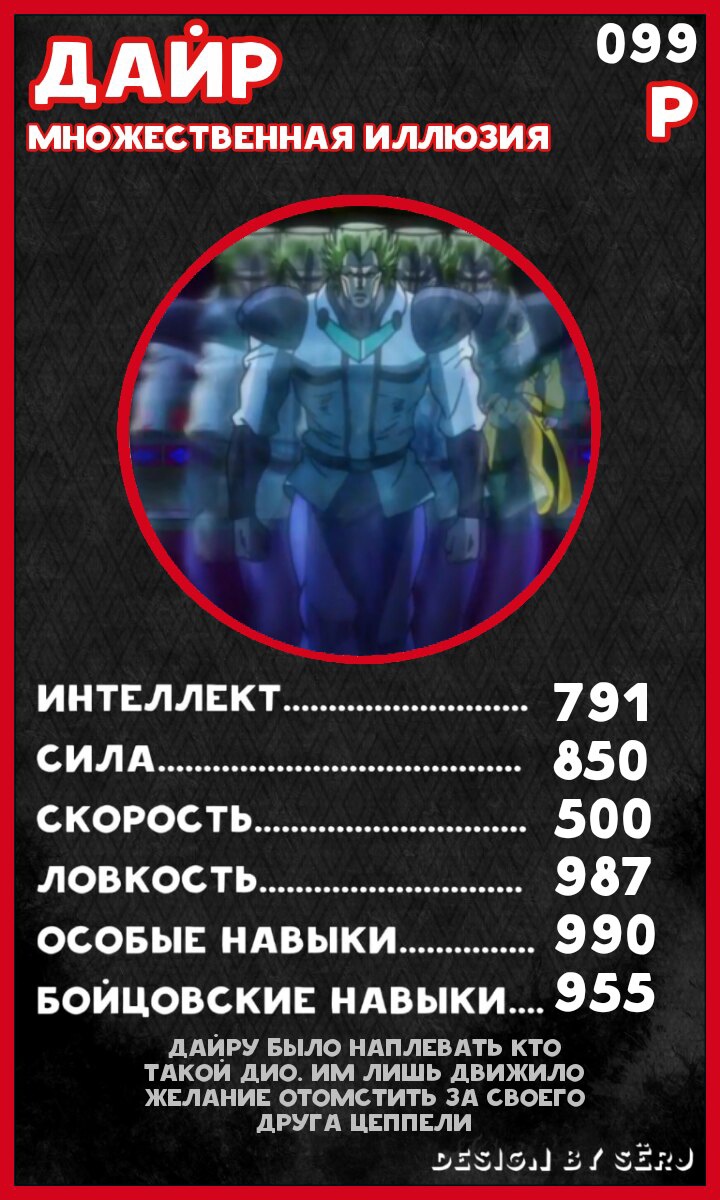 ДАЙР
099
Р
МНОЖЕСТВЕННАЯ ИЛЛЮЗИЯ
ИНТЕЛЛЕКТ........................... 791
СИЛА........................................ 850
СКОРОСТЬ.............................. 500
ЛОВКОСТЬ............................. 987
ОСОБЫЕ НАВЫКИ............... 990
БОЙЦОВСКИЕ НАВЫКИ.... 955
ДАЙРУ БЫЛО НАПЛЕВАТЬ КТО
ТАКОЙ ДИО. ИМ ЛИШЬ ДВИЖИЛО
ЖЕЛАНИЕ ОТОМСТИТЬ ЗА СВОЕГО
ДРУГА ЦЕППЕЛИ
DESIGN BY SЁRJ